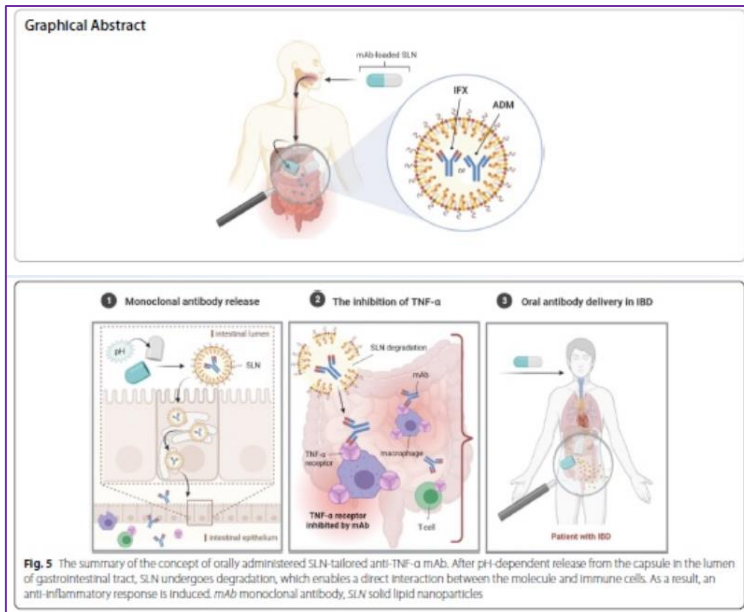 Graphical Abstract
mAb-loaded SLN
IFX
ADM
or
1 Monoclonal antibody release
2 The inhibition of TNF-α
3 Oral antibody delivery in IBD
intestinal lumen
pH
SLN
intestinal epithelium
SLN degradation
mAb
macrophage
TNF-α
receptor
TNF-α receptor
inhibited by mAb
T-cell
Patient with IBD
Fig. 5 The summary of the concept of orally administered SLN-tailored anti-TNF-α mAb. After pH-dependent release from the capsule in the lumen
of gastrointestinal tract, SLN undergoes degradation, which enables a direct interaction between the molecule and immune cells. As a result, an
anti-inflammatory response is induced. mAb monoclonal antibody, SLN solid lipid nanoparticles